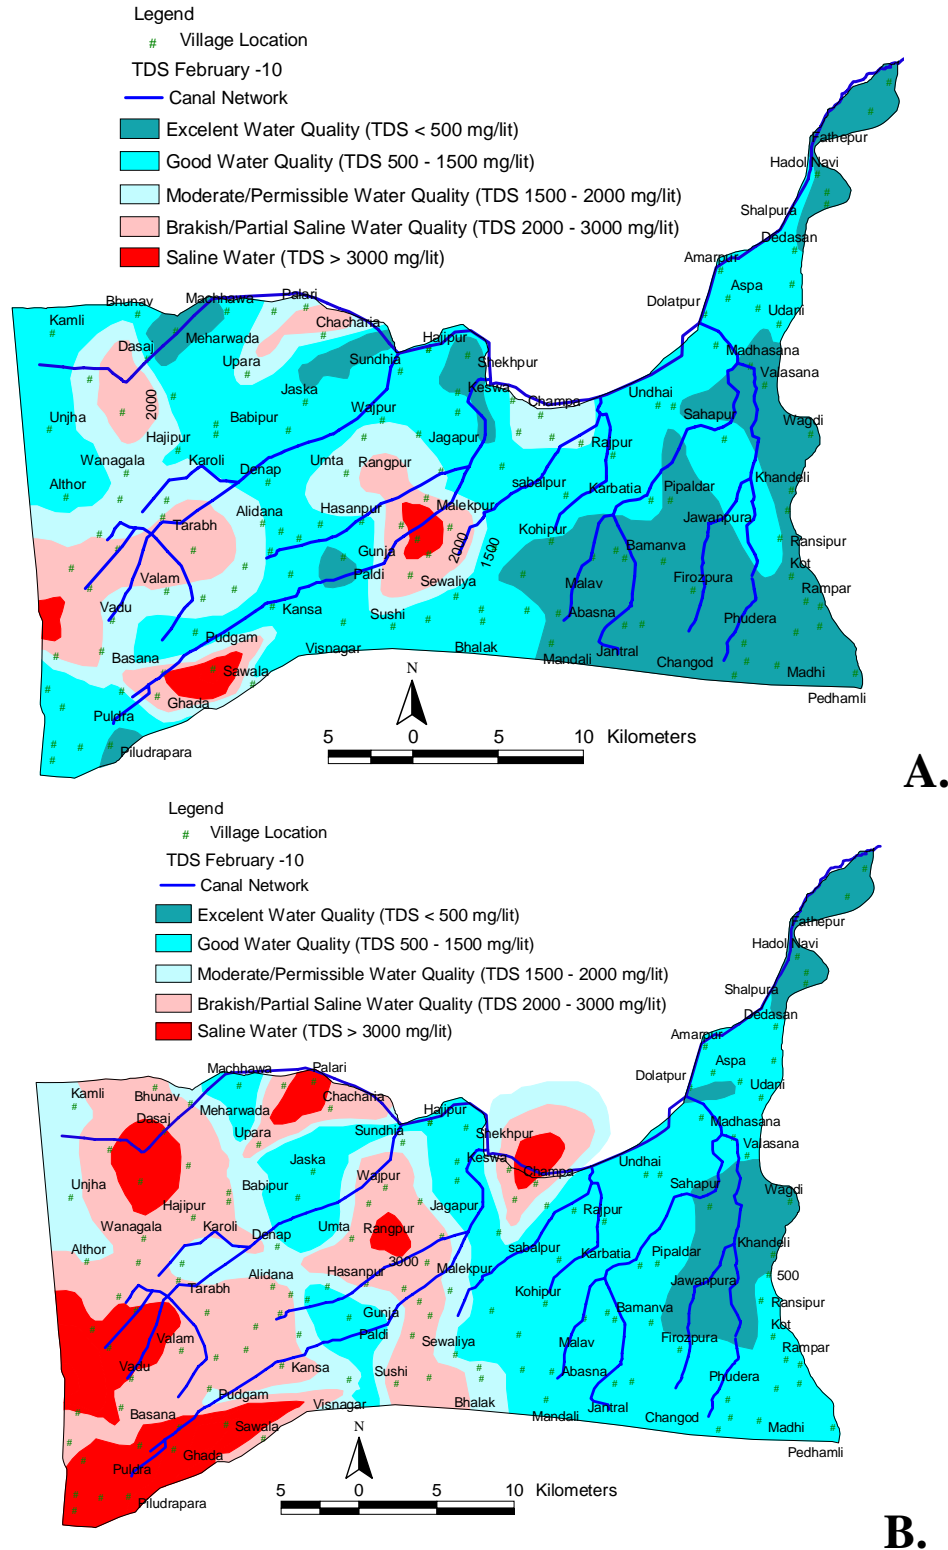 Legend
# Village Location
TDS February -10
Canal Network
Excelent Water Quality (TDS < 500 mg/lit)
Good Water Quality (TDS 500 - 1500 mg/lit)
Moderate/Permissible Water Quality (TDS 1500 - 2000 mg/lit)
Brakish/Partial Saline Water Quality (TDS 2000 - 3000 mg/lit)
Saline Water (TDS > 3000 mg/lit)
Fathepur
Hadol Navi
Shalpura
Dedasan
Amarpur
Aspa
Dolatpur
Udani
Bhunav
Machhawa
Palari
Kamli
Chacharia
Meharwada
Hajipur
Dasaj
Upara
Sundhia
Shekhpur
Madhasana
Valasana
Jaska
Keswa
Champa
Undhai
2000
Unjha
Babipur
Wajpur
Sahapur
Wagdi
Hajipur
Jagapur
Rajpur
Wanagala
Karoli
Denap
Umta
Rangpur
Althor
sabalpur
Karbatia
Pipaldar
Khandeli
Tarabh
Alidana
Hasanpur
Malekpur
Kohipur
Jawanpura
Gunja
2000
1500
Bamanva
Ransipur
Valam
Paldi
Sewaliya
Malav
Firozpura
Kot
Rampar
Vadu
Kansa
Sushi
Abasna
Phudera
Pudgam
Basana
Visnagar
Bhalak
Mandali
Jantral
Changod
Sawala
Madhi
Ghada
Pedhamli
Puldra
Piludrapara
N
5 0 5 10 Kilometers
A.
Legend
# Village Location
TDS February -10
Canal Network
Excelent Water Quality (TDS < 500 mg/lit)
Good Water Quality (TDS 500 - 1500 mg/lit)
Moderate/Permissible Water Quality (TDS 1500 - 2000 mg/lit)
Brakish/Partial Saline Water Quality (TDS 2000 - 3000 mg/lit)
Saline Water (TDS > 3000 mg/lit)
Fathepur
Hadol Navi
Shalpura
Dedasan
Amarpur
Aspa
Dolatpur
Udani
Machhawa
Palari
Kamli
Bhunav
Chacharia
Meharwada
Hajipur
Dasaj
Upara
Sundhia
Shekhpur
Madhasana
Valasana
Jaska
Keswa
Champa
Undhai
Unjha
Babipur
Wajpur
Sahapur
Wagdi
Hajipur
Jagapur
Rajpur
Wanagala
Karoli
Denap
Umta
Rangpur
Althor
sabalpur
Karbatia
Pipaldar
Khandeli
3000
Tarabh
Alidana
Hasanpur
Malekpur
Kohipur
Jawanpura
500
Gunja
Bamanva
Ransipur
Valam
Paldi
Sewaliya
Malav
Firozpura
Kot
Rampar
Vadu
Kansa
Sushi
Abasna
Phudera
Pudgam
Basana
Visnagar
Bhalak
Mandali
Jantral
Changod
Sawala
Madhi
Ghada
Pedhamli
Puldra
Piludrapara
N
5 0 5 10 Kilometers
B.